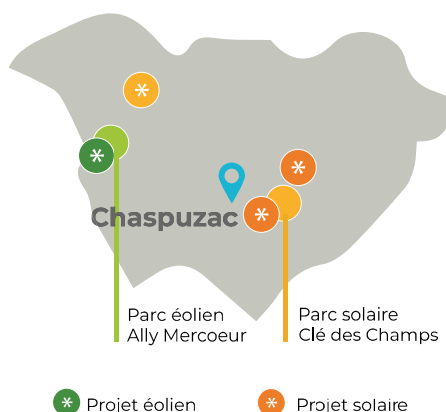 Chaspuzac
Parc éolien
Ally Mercoeur
Parc solaire
Clé des Champs
* Projet éolien
* Projet solaire